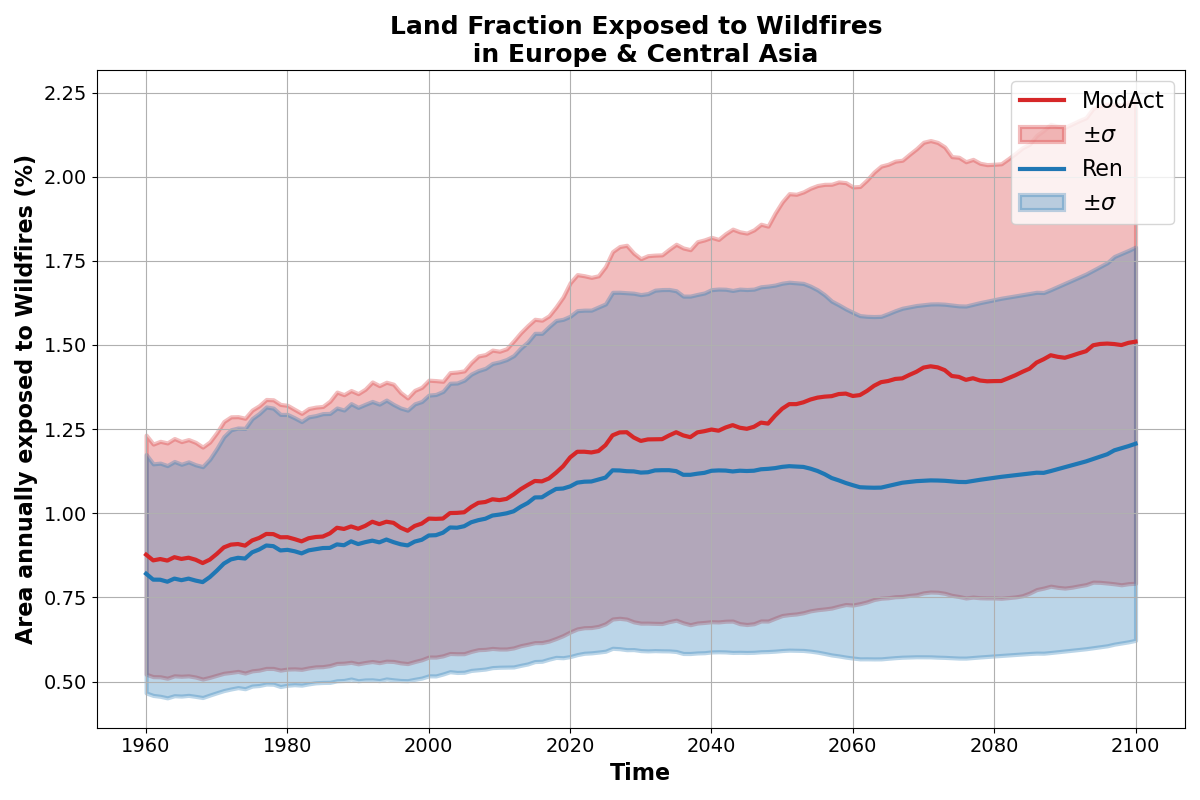 Land Fraction Exposed to Wildfires
in Europe & Central Asia
Area annually exposed to Wildfires (%)
2.25
2.00
1.75
1.50
1.25
1.00
0.75
0.50
ModAct
±σ
Ren
±σ
1960
1980
2000
2020
2040
2060
2080
2100
Time